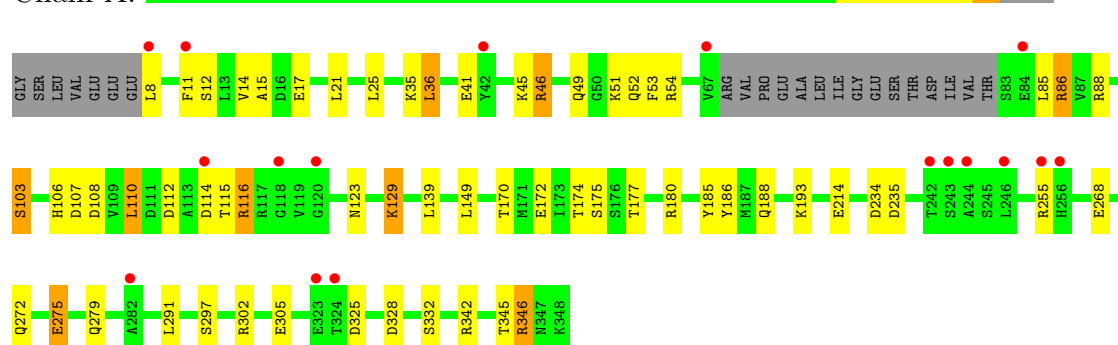 Chain A:
GLY SER LEU VAL GLU GLU GLU L8 F11 S12 L13 V14 A15 D16 E17 L21 L25 K35 L36 E41 Y42 K45 R46 Q49 G50 K51 Q52 F53 R54 V67 ARG VAL PRO GLU ALA LEU ILE GLY GLU SER THR ASP ILE VAL THR S83 E84 L85 R86 V87 R88
S103 H106 D107 D108 V109 L110 D111 D112 A113 D114 T115 R116 R117 G118 V119 G120 N123 K129 L139 L149 T170 M171 E172 I173 T174 S175 S176 T177 R180 Y185 Y186 M187 Q188 K193 E214 D234 D235 T242 S243 A244 S245 L246 R255 H256 E268
Q272 E275 Q279 A282 L291 S297 R302 E305 E323 T324 D325 D328 S332 R342 T345 R346 N347 K348